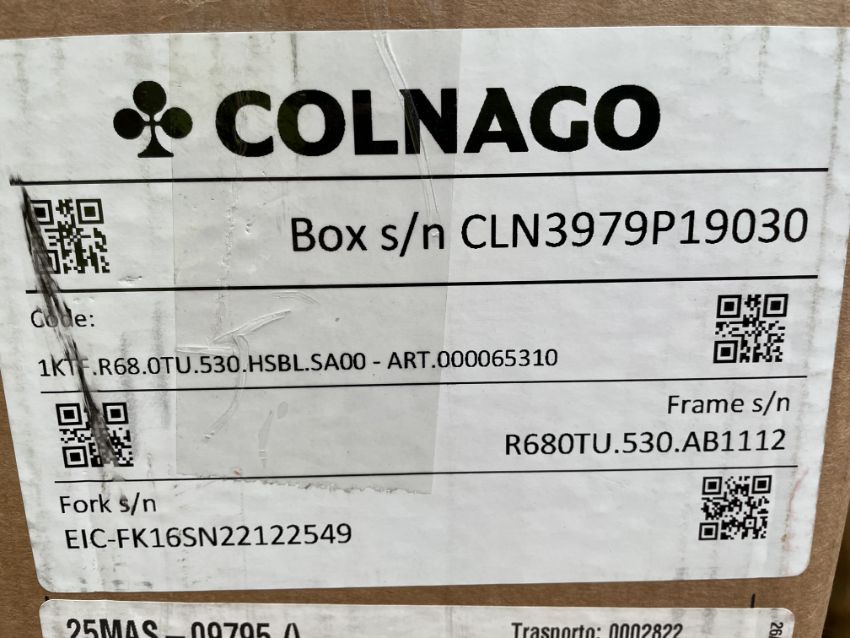 COLNAGO
Box s/n CLN3979P19030
Code:
1KTF.R68.0TU.530.HSBL.SA00 - ART.000065310
Frame s/n
R680TU.530.AB1112
Fork s/n
EIC-FK16SN22122549
25MAS - 09795 Trasporto: 0002822